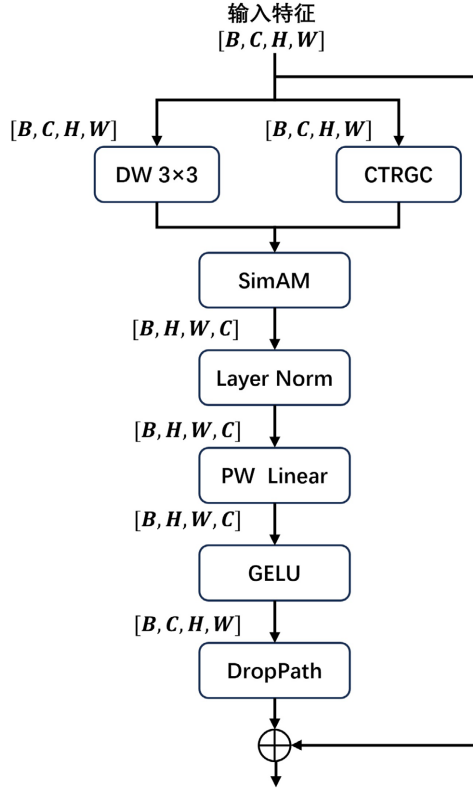 输入特征
[B, C, H, W]
[B, C, H, W]
[B, C, H, W]
DW 3×3
CTRGC
SimAM
[B, H, W, C]
Layer Norm
[B, H, W, C]
PW Linear
[B, H, W, C]
GELU
[B, C, H, W]
DropPath